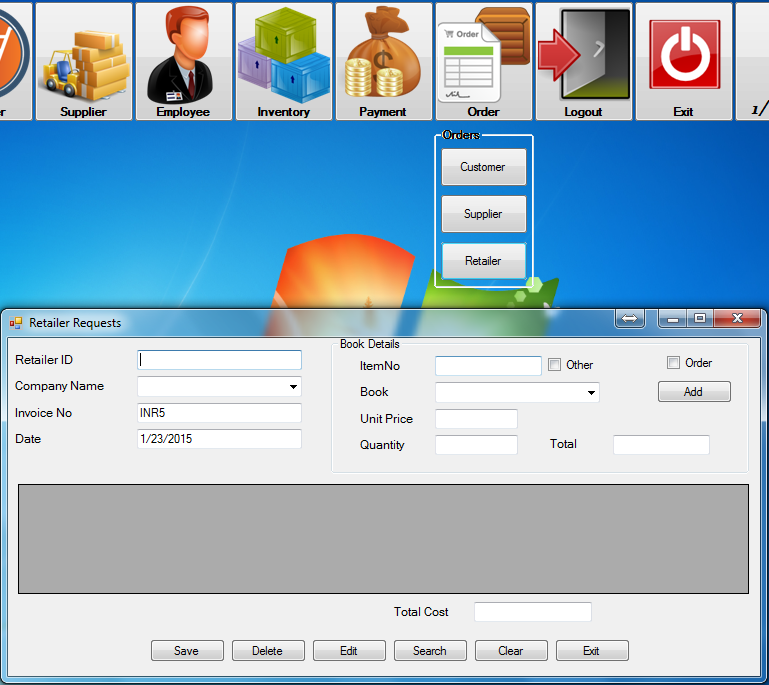 er
Supplier
Employee
Inventory
Payment
Order
Order
Logout
Exit
1/
Orders
Customer
Supplier
Retailer
Retailer Requests
Retailer ID
Company Name
Invoice No INR5
Date 1/23/2015
Book Details
ItemNo Other Order
Book Add
Unit Price
Quantity Total
Total Cost
Save Delete Edit Search Clear Exit